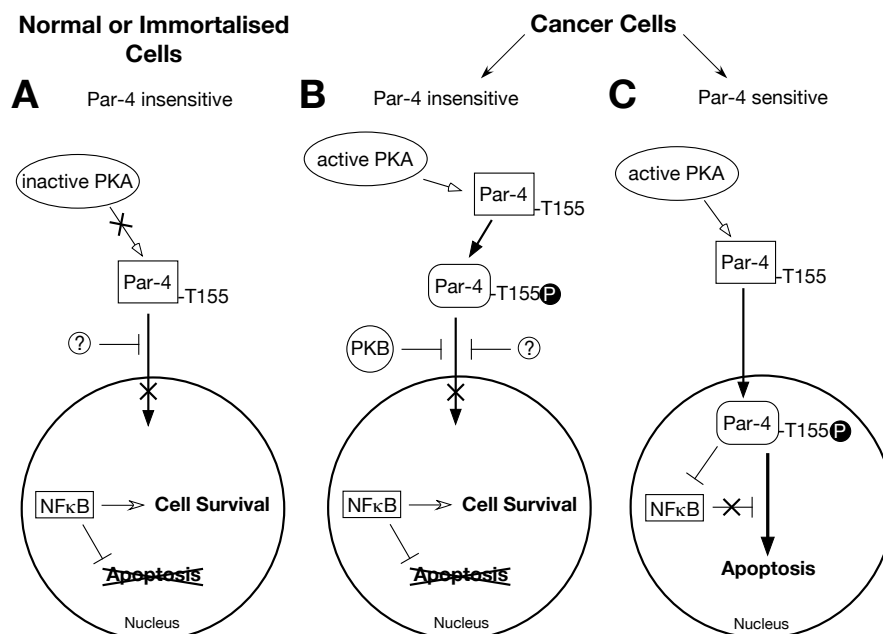 Normal or Immortalised
Cells
Cancer Cells
A
Par-4 insensitive
B
Par-4 insensitive
C
Par-4 sensitive
inactive PKA
Par-4
-T155
?
NFκB
Cell Survival
Apoptosis
Nucleus
active PKA
Par-4
-T155
Par-4
-T155P
PKB
?
NFκB
Cell Survival
Apoptosis
Nucleus
active PKA
Par-4
-T155
Par-4
-T155P
NFκB
Apoptosis
Nucleus